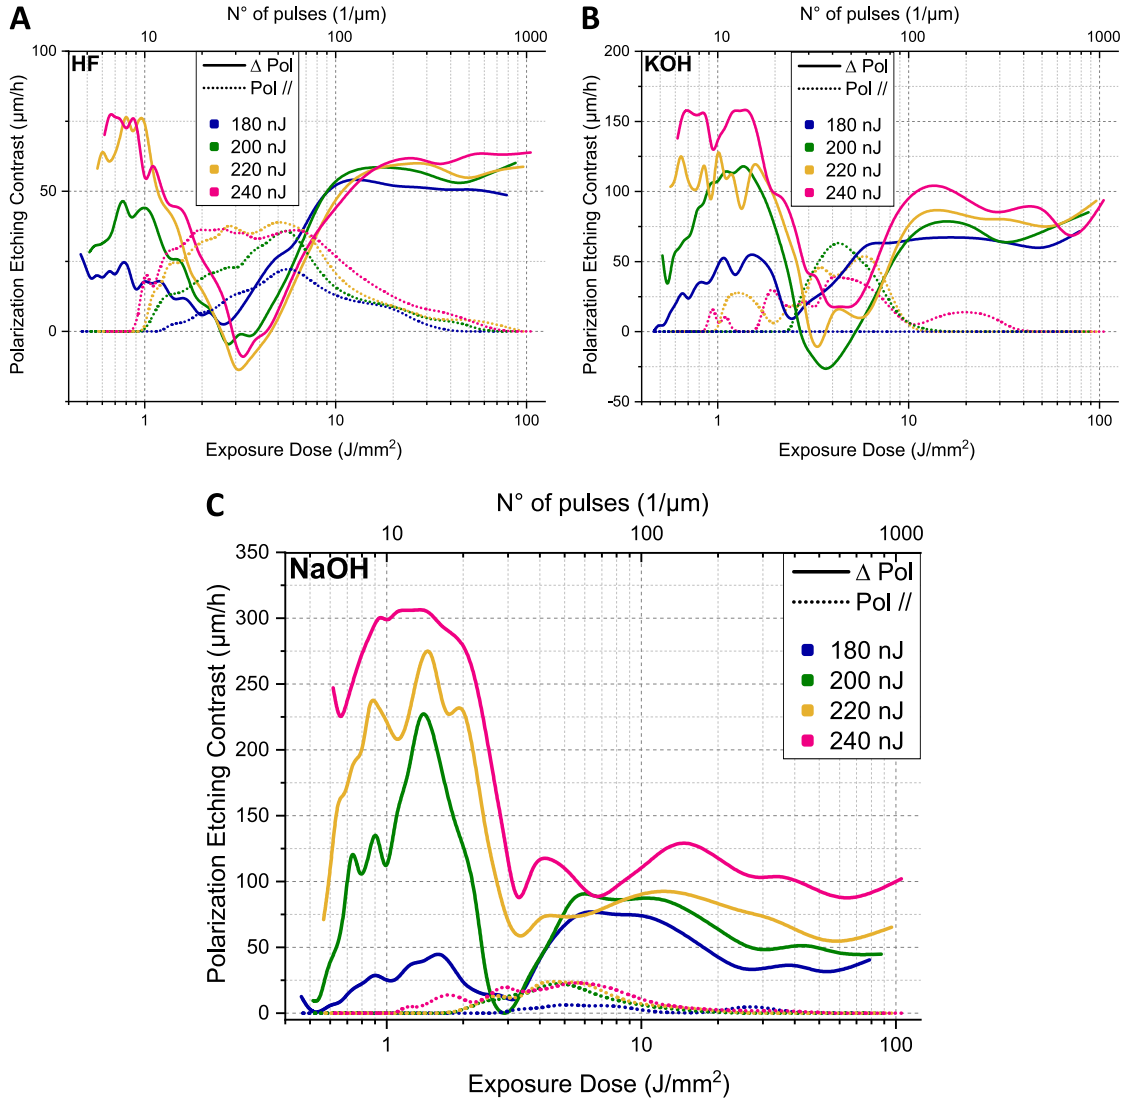 A
N° of pulses (1/µm)
10 100 1000
HF
Δ Pol
Pol //
180 nJ
200 nJ
220 nJ
240 nJ
Polarization Etching Contrast (µm/h)
100
50
0
1 10 100
Exposure Dose (J/mm²)
B
N° of pulses (1/µm)
10 100 1000
KOH
Δ Pol
Pol //
180 nJ
200 nJ
220 nJ
240 nJ
Polarization Etching Contrast (µm/h)
200
150
100
50
0
-50
1 10 100
Exposure Dose (J/mm²)
C
N° of pulses (1/µm)
10 100 1000
NaOH
Δ Pol
Pol //
180 nJ
200 nJ
220 nJ
240 nJ
Polarization Etching Contrast (µm/h)
350
300
250
200
150
100
50
0
1 10 100
Exposure Dose (J/mm²)